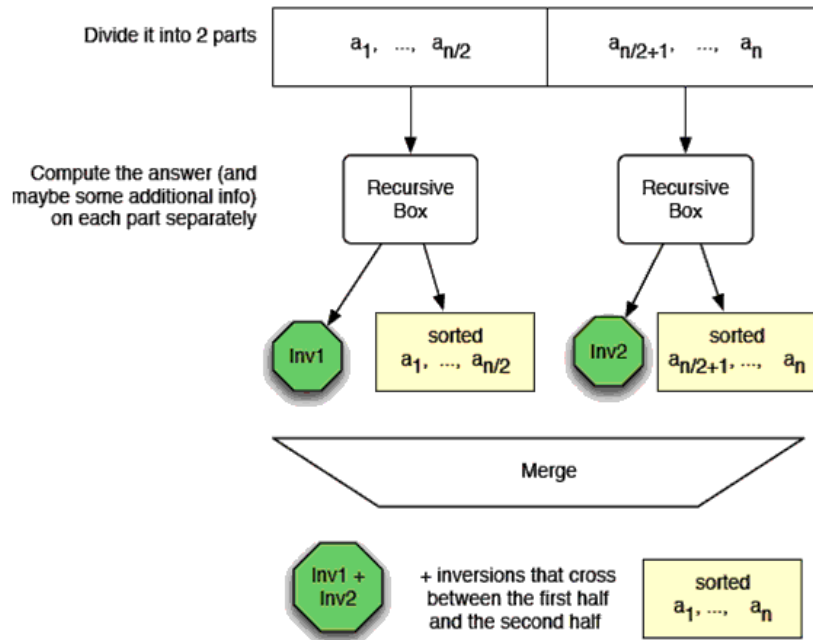 Divide it into 2 parts
a1, ..., an/2
an/2+1, ..., an
Compute the answer (and
maybe some additional info)
on each part separately
Recursive
Box
Recursive
Box
Inv1
sorted
a1, ..., an/2
Inv2
sorted
an/2+1, ..., an
Merge
Inv1 +
Inv2
+ inversions that cross
between the first half
and the second half
sorted
a1, ..., an